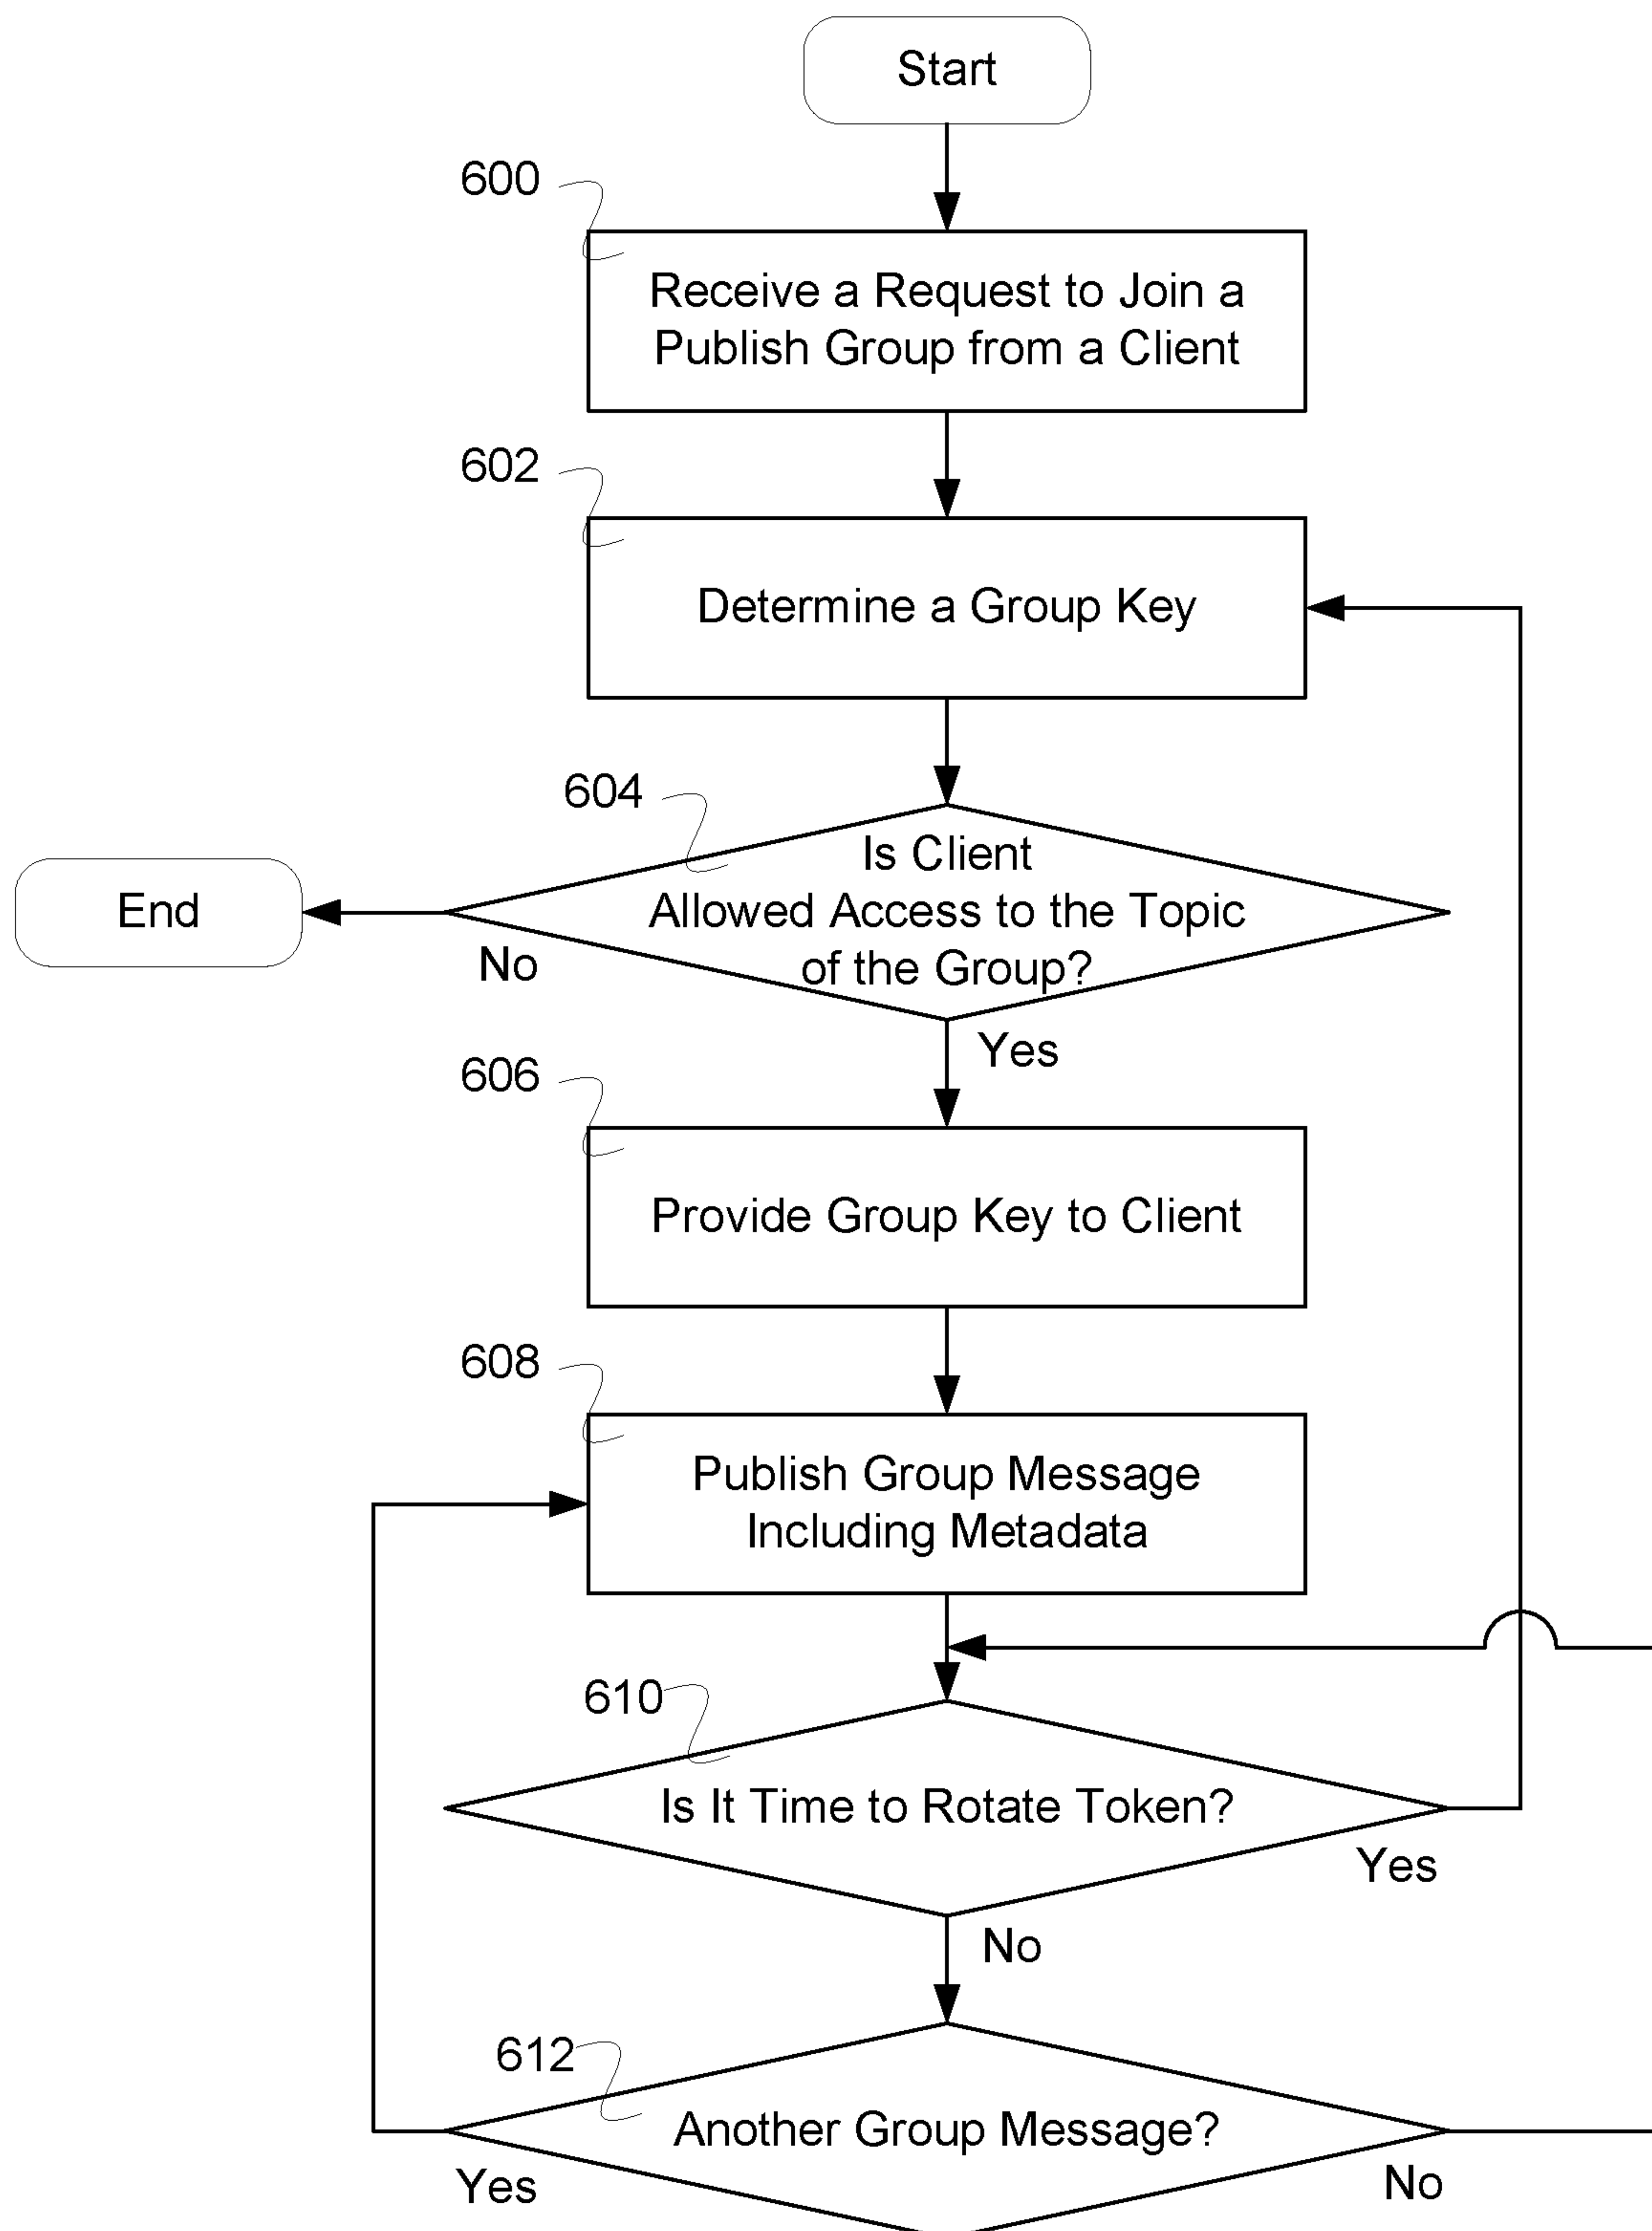 Start
600
Receive a Request to Join a
Publish Group from a Client
602
Determine a Group Key
604
Is Client
Allowed Access to the Topic
of the Group?
End
No
Yes
606
Provide Group Key to Client
608
Publish Group Message
Including Metadata
610
Is It Time to Rotate Token?
Yes
No
612
Another Group Message?
Yes
No